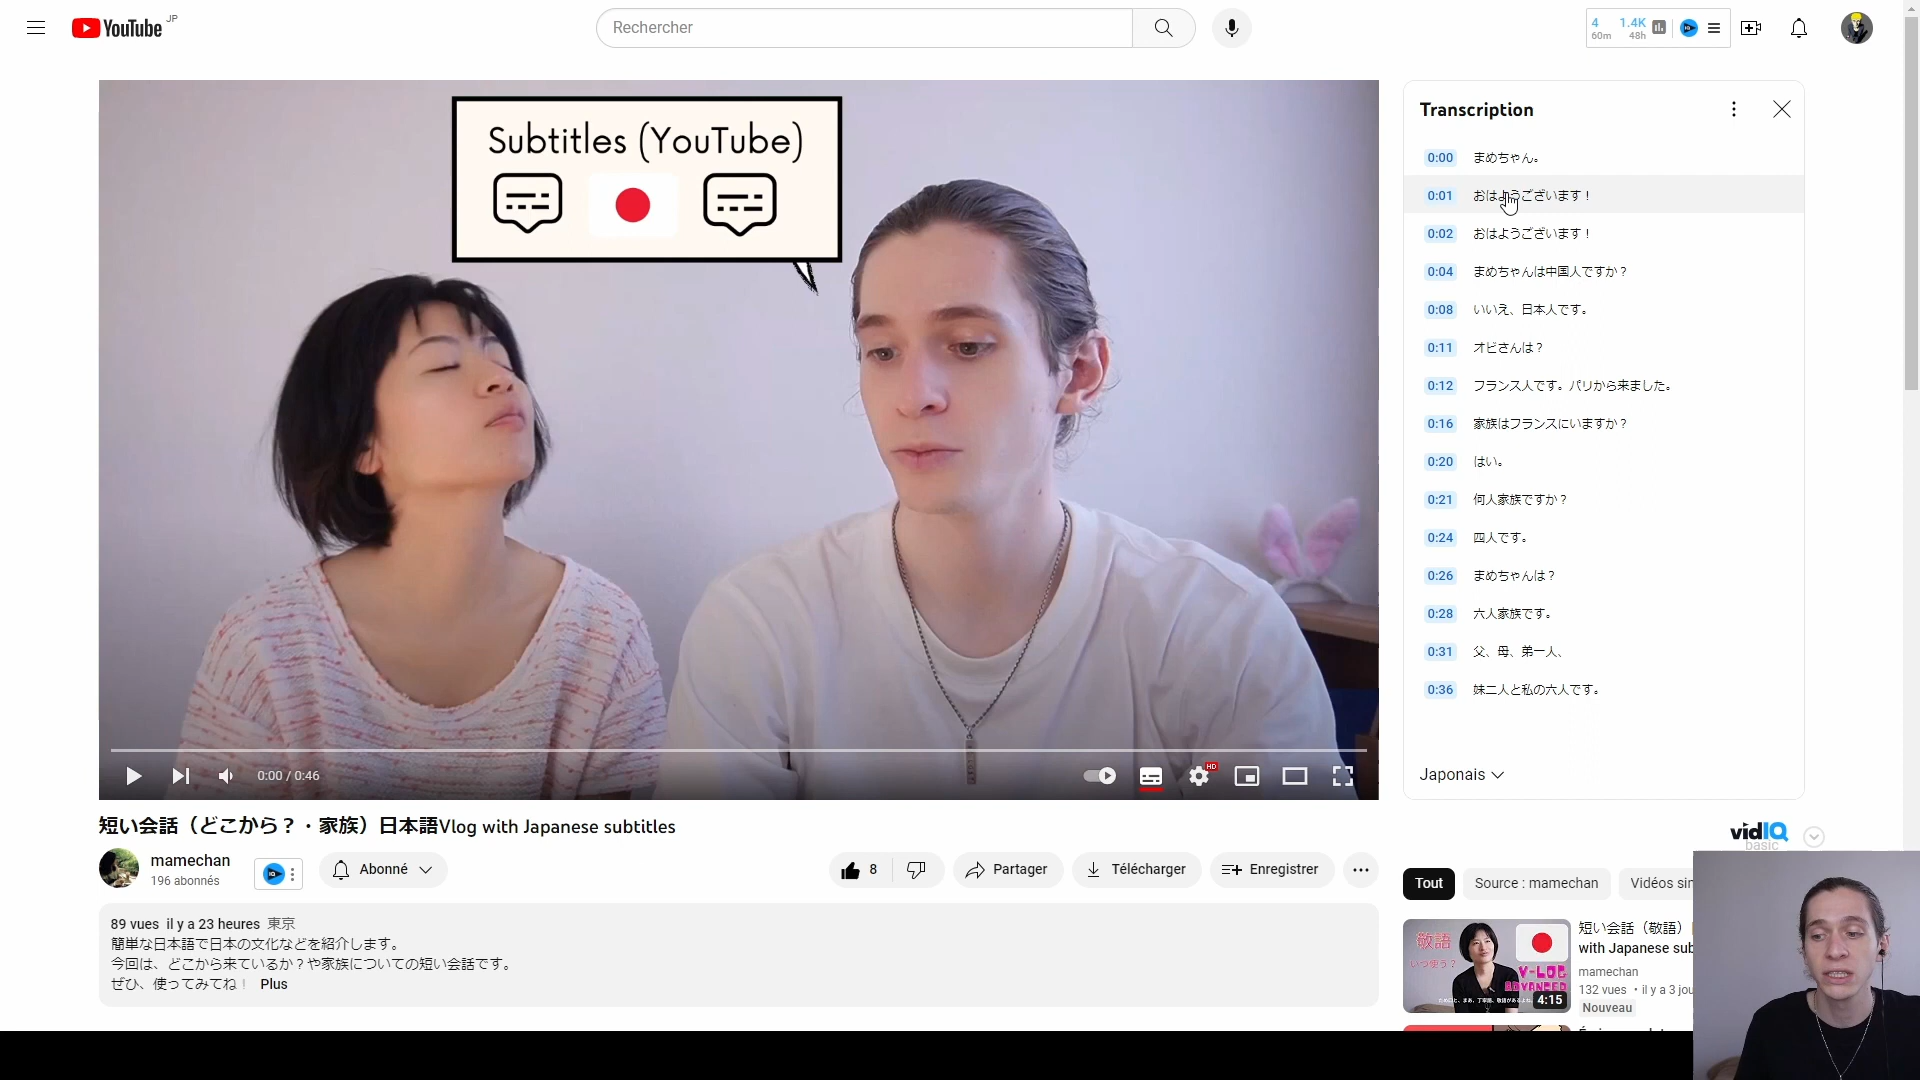 YouTube JP
Rechercher
4 1.4K
60m 48h
Subtitles (YouTube)
Transcription
0:00 まめちゃん。
0:01 おはようございます！
0:02 おはようございます！
0:04 まめちゃんは中国人ですか？
0:08 いいえ、日本人です。
0:11 オビさんは？
0:12 フランス人です。パリから来ました。
0:16 家族はフランスにいますか？
0:20 はい。
0:21 何人家族ですか？
0:24 四人です。
0:26 まめちゃんは？
0:28 六人家族です。
0:31 父、母、弟一人、
0:36 妹二人と私の六人です。
Japonais
0:00 / 0:46
HD
短い会話（どこから？・家族）日本語Vlog with Japanese subtitles
mamechan
196 abonnés
Abonné
8
Partager
Télécharger
Enregistrer
89 vues il y a 23 heures 東京
簡単な日本語で日本の文化などを紹介します。
今回は、どこから来ているか？や家族についての短い会話です。
ぜひ、使ってみてね！ Plus
vidIQ
basic
Tout
Source : mamechan
Vidéos sin
敬語
いつ使う？
V-LOG
ADVANCED
4:15
短い会話（敬語）
with Japanese sub
mamechan
132 vues • il y a 3 jou
Nouveau